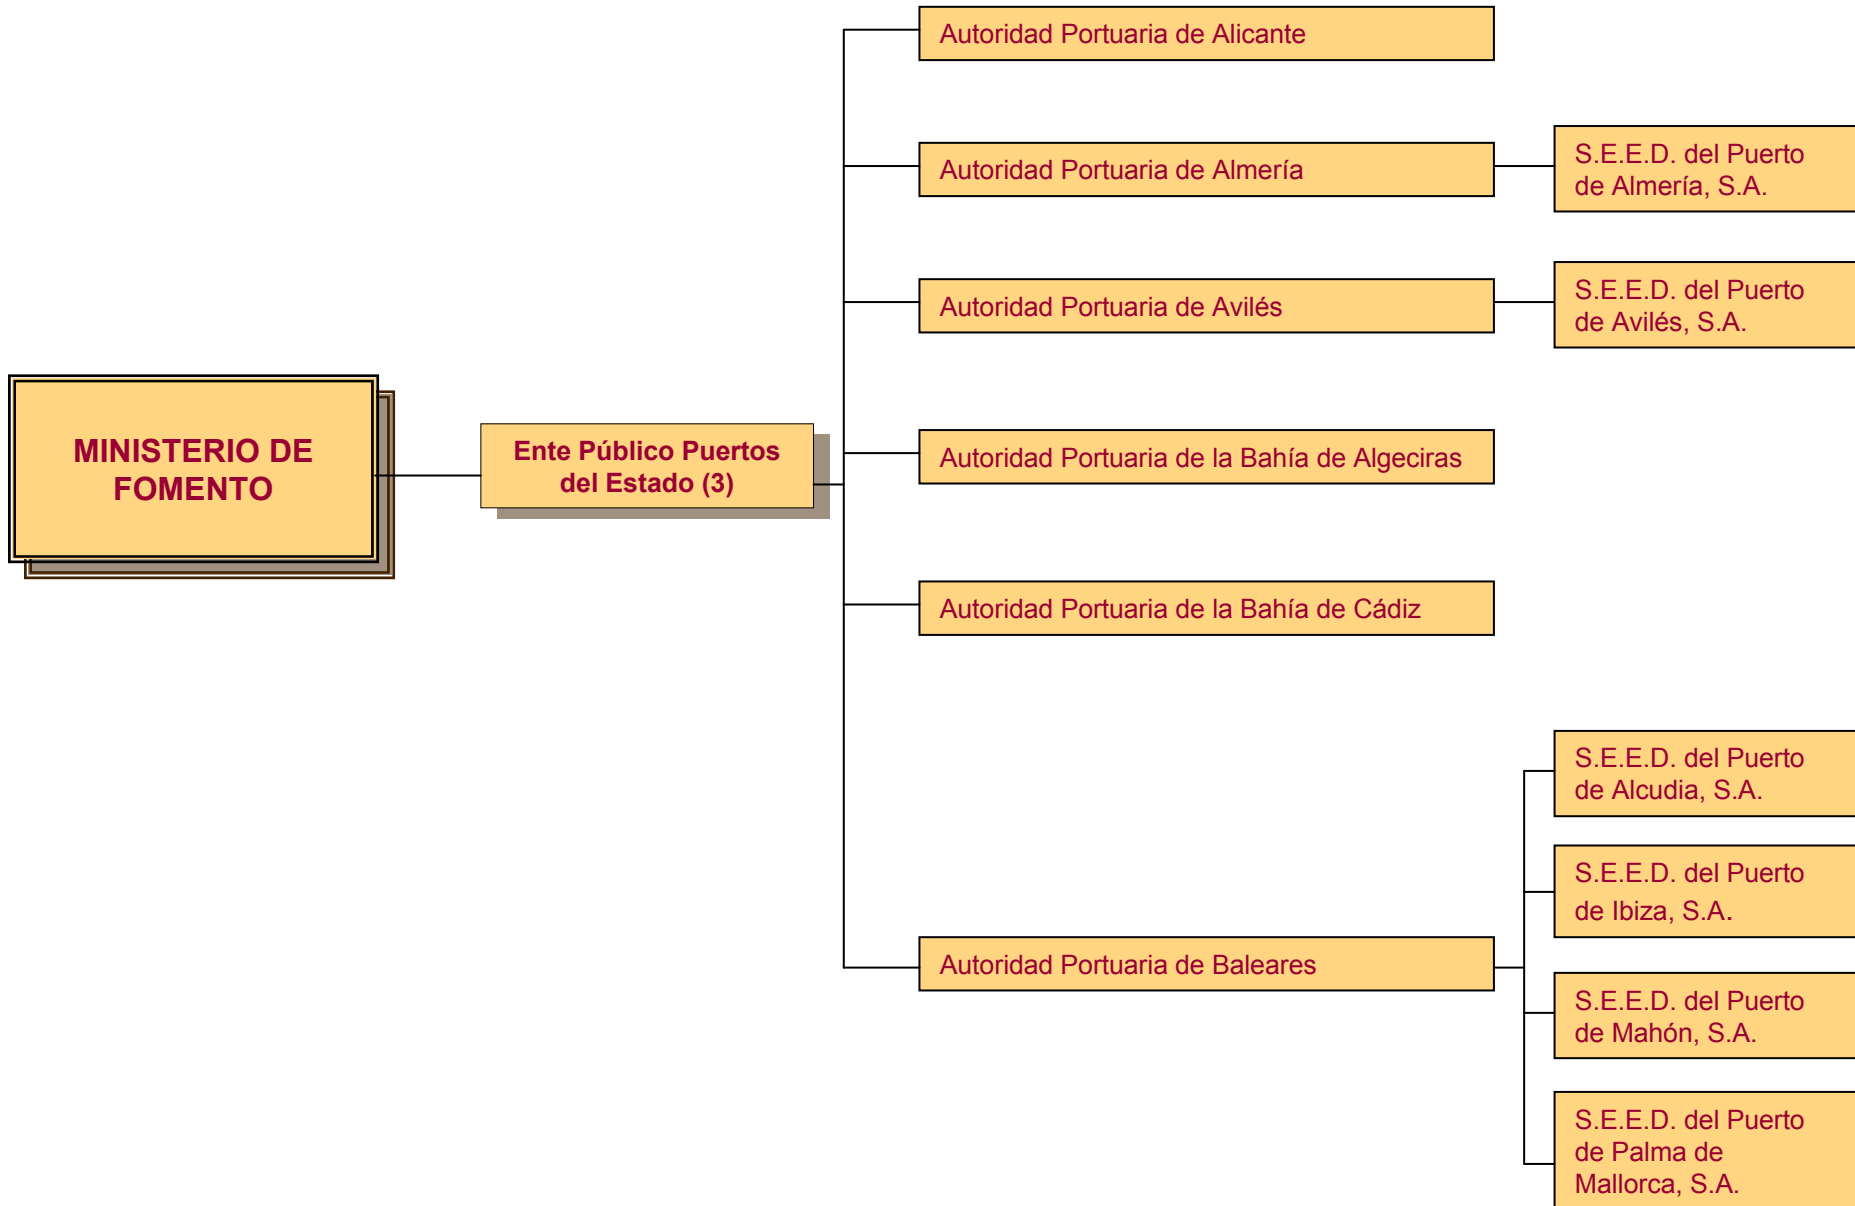 MINISTERIO DE
FOMENTO
Ente Público Puertos
del Estado (3)
Autoridad Portuaria de Alicante
Autoridad Portuaria de Almería
S.E.E.D. del Puerto
de Almería, S.A.
Autoridad Portuaria de Avilés
S.E.E.D. del Puerto
de Avilés, S.A.
Autoridad Portuaria de la Bahía de Algeciras
Autoridad Portuaria de la Bahía de Cádiz
Autoridad Portuaria de Baleares
S.E.E.D. del Puerto
de Alcudia, S.A.
S.E.E.D. del Puerto
de Ibiza, S.A.
S.E.E.D. del Puerto
de Mahón, S.A.
S.E.E.D. del Puerto
de Palma de
Mallorca, S.A.